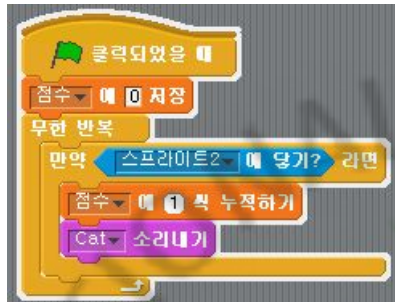 클릭되었을 때
점수 에 0 저장
무한 반복
만약 스프라이트2 에 닿기? 라면
점수 에 1 씩 누적하기
Cat 소리내기